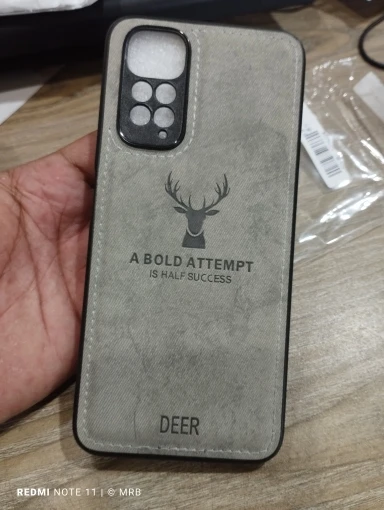 A BOLD ATTEMPT
IS HALF SUCCESS
DEER
REDMI NOTE 11 | © MRB